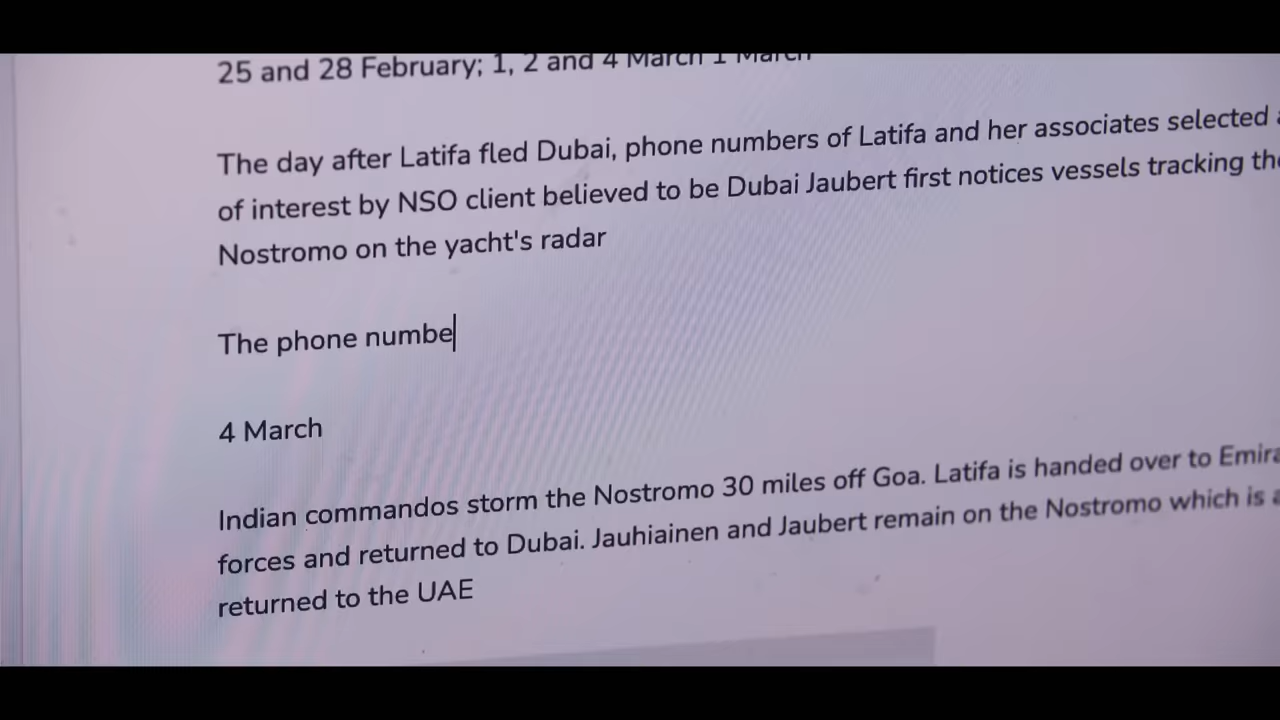 25 and 28 February; 1, 2 and 4 March 1 March
The day after Latifa fled Dubai, phone numbers of Latifa and her associates selected
of interest by NSO client believed to be Dubai Jaubert first notices vessels tracking
Nostromo on the yacht's radar
The phone numbe
4 March
Indian commandos storm the Nostromo 30 miles off Goa. Latifa is handed over to
forces and returned to Dubai. Jauhiainen and Jaubert remain on the Nostromo which is
returned to the UAE